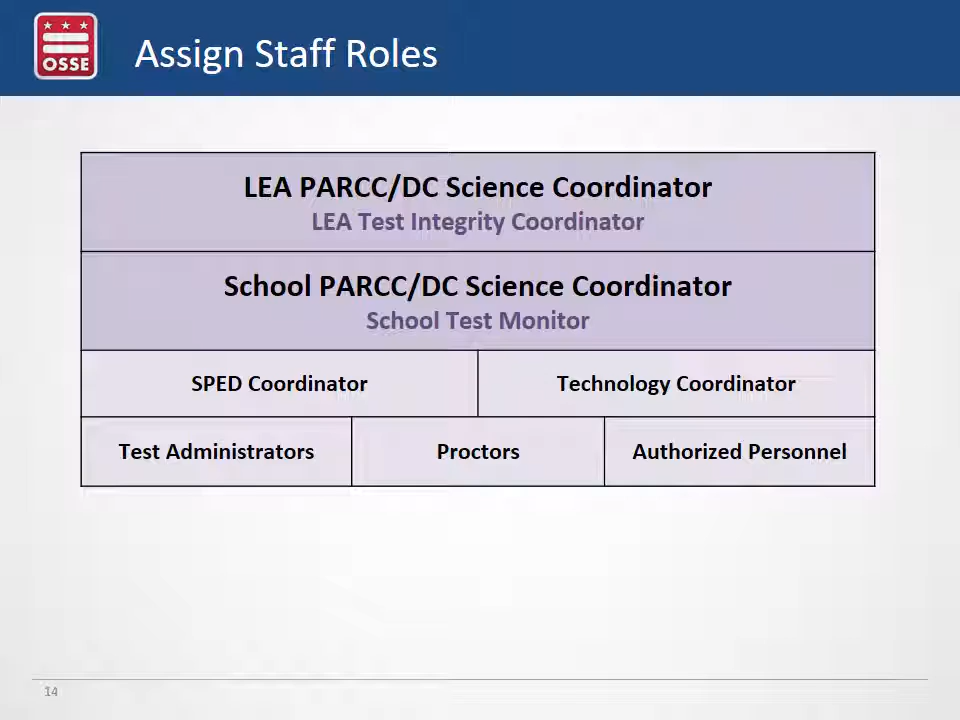 OSSE
Assign Staff Roles
LEA PARCC/DC Science Coordinator
LEA Test Integrity Coordinator
School PARCC/DC Science Coordinator
School Test Monitor
SPED Coordinator
Technology Coordinator
Test Administrators
Proctors
Authorized Personnel
14